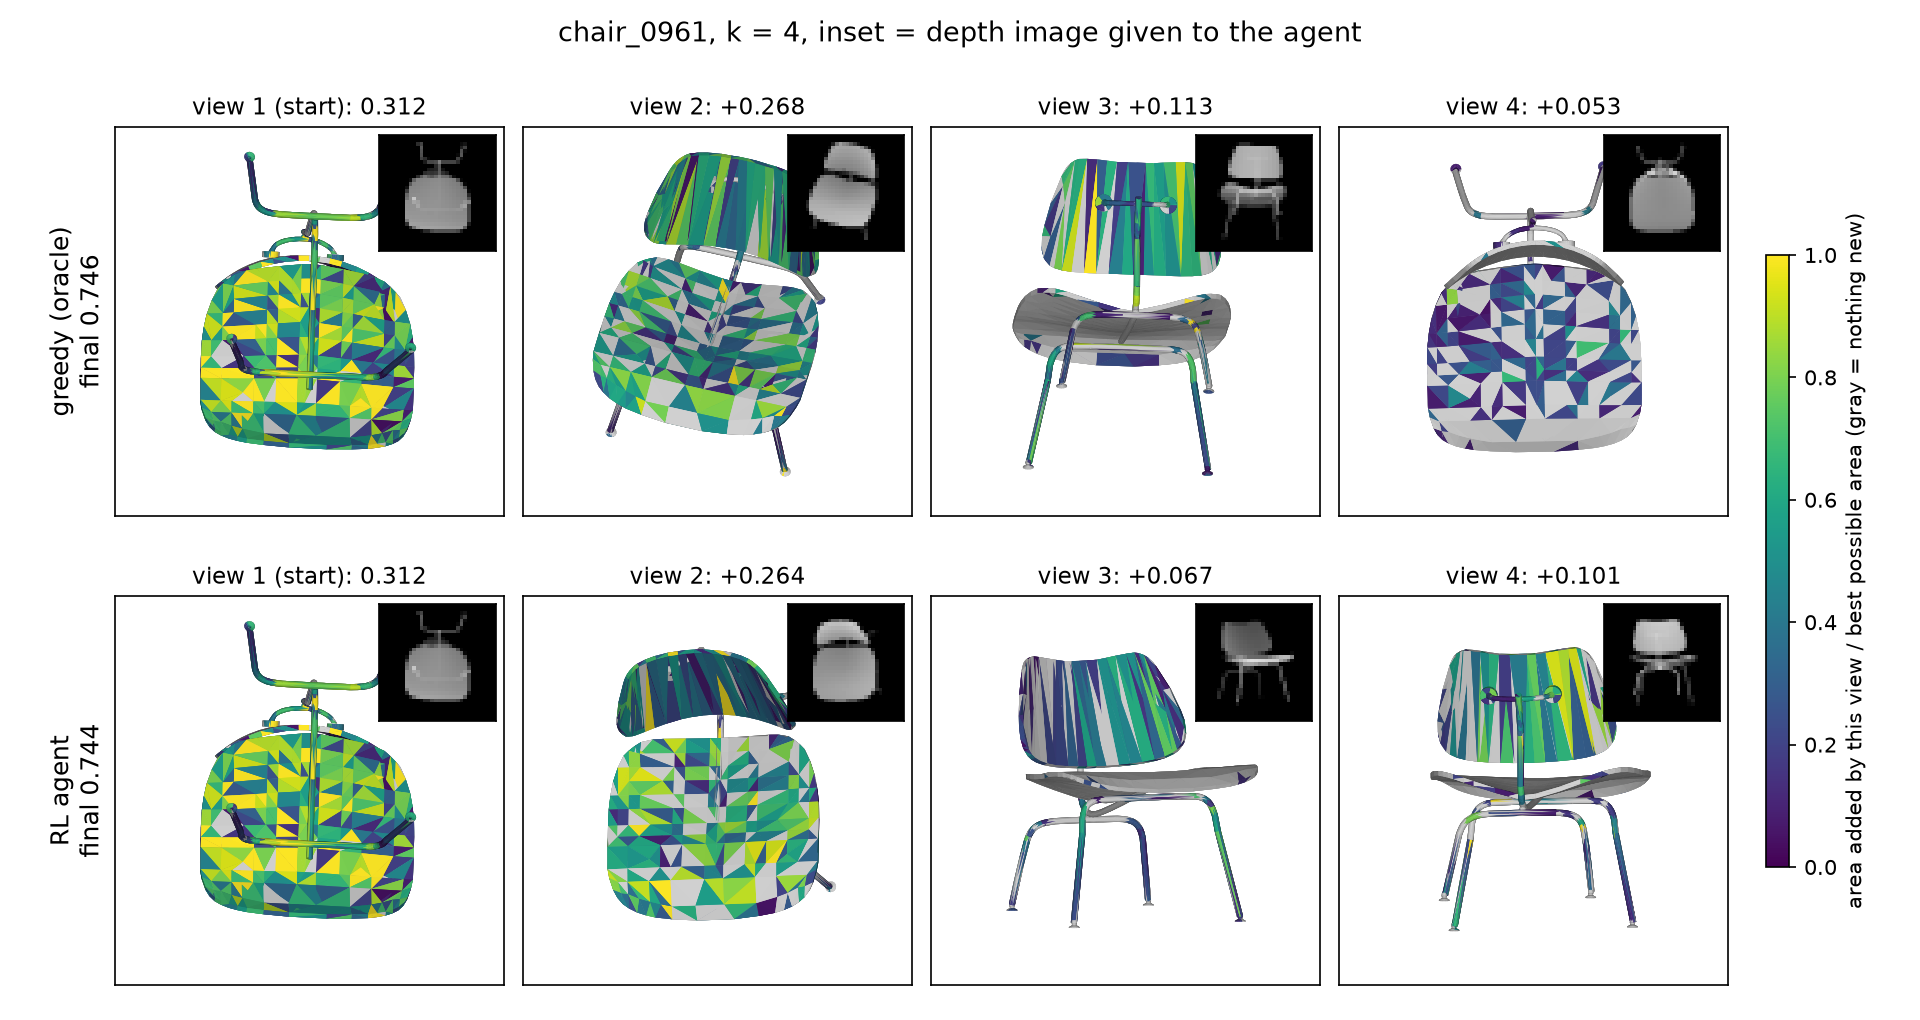 chair_0961, k = 4, inset = depth image given to the agent
greedy (oracle)
final 0.746
view 1 (start): 0.312
view 2: +0.268
view 3: +0.113
view 4: +0.053
RL agent
final 0.744
view 1 (start): 0.312
view 2: +0.264
view 3: +0.067
view 4: +0.101
1.0
0.8
0.6
0.4
0.2
0.0
area added by this view / best possible area (gray = nothing new)